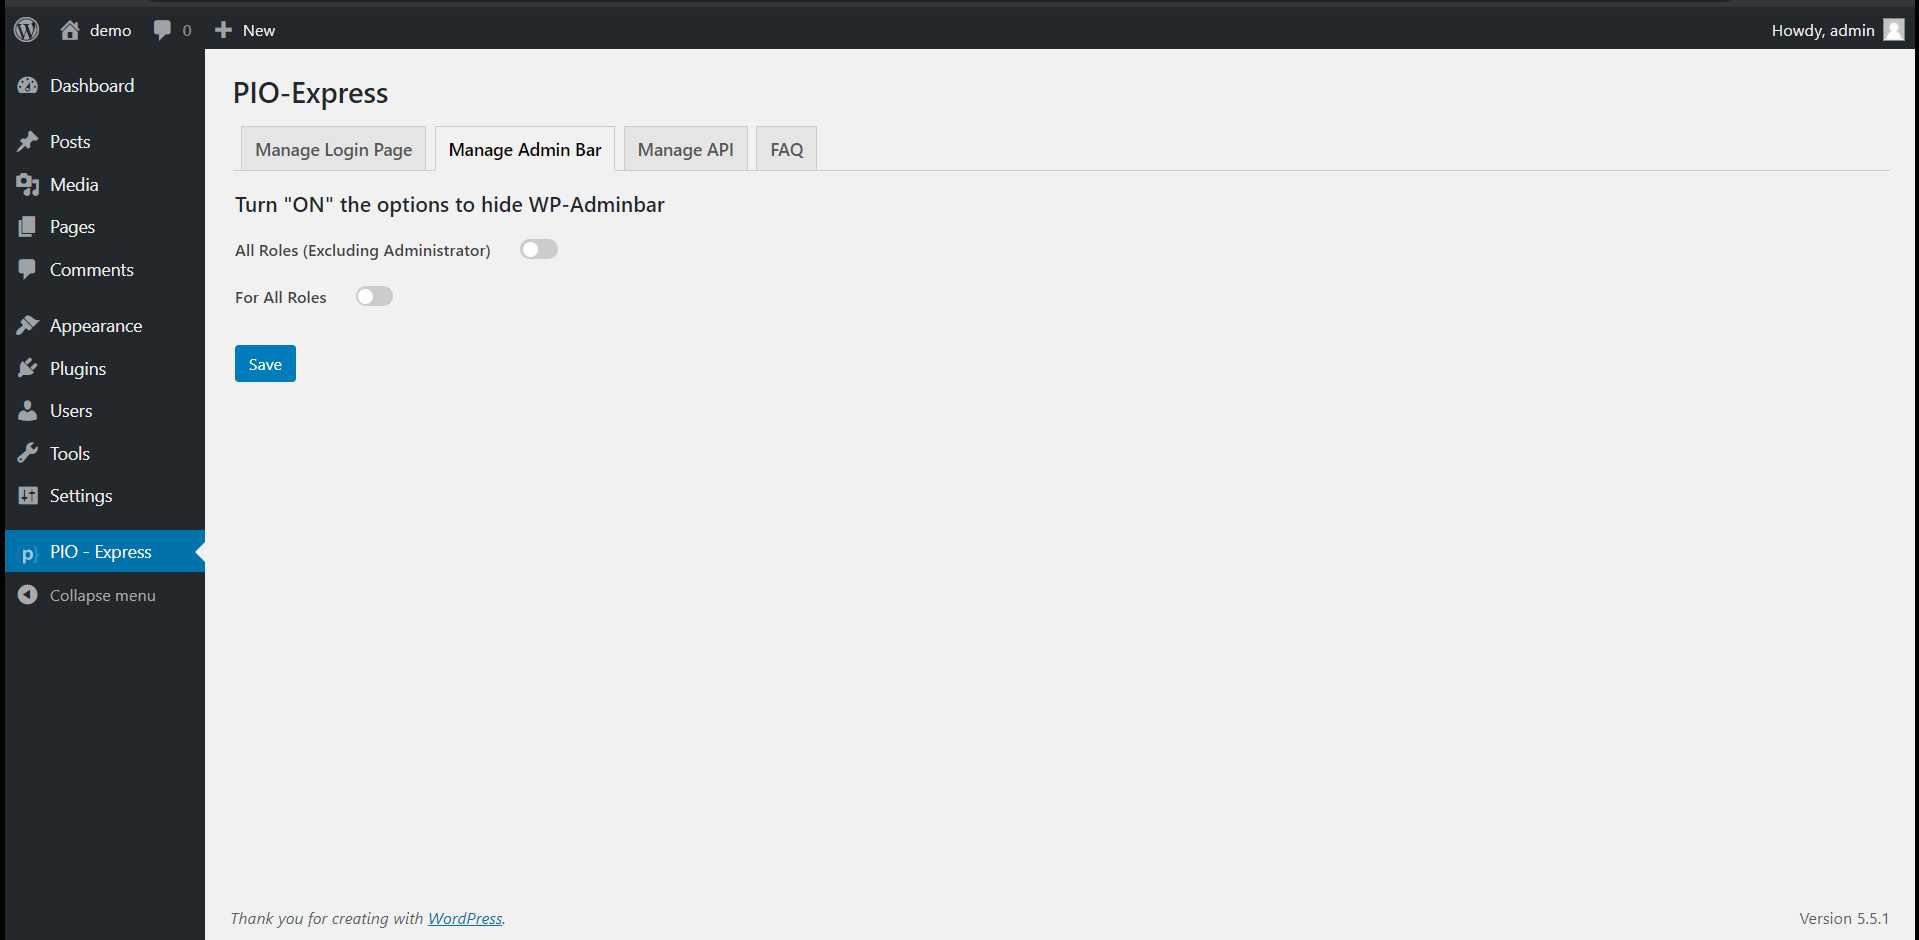 demo 0 New Howdy, admin
Dashboard
Posts
Media
Pages
Comments
Appearance
Plugins
Users
Tools
Settings
PIO - Express
Collapse menu
PIO-Express
Manage Login Page Manage Admin Bar Manage API FAQ
Turn "ON" the options to hide WP-Adminbar
All Roles (Excluding Administrator)
For All Roles
Save
Thank you for creating with WordPress. Version 5.5.1